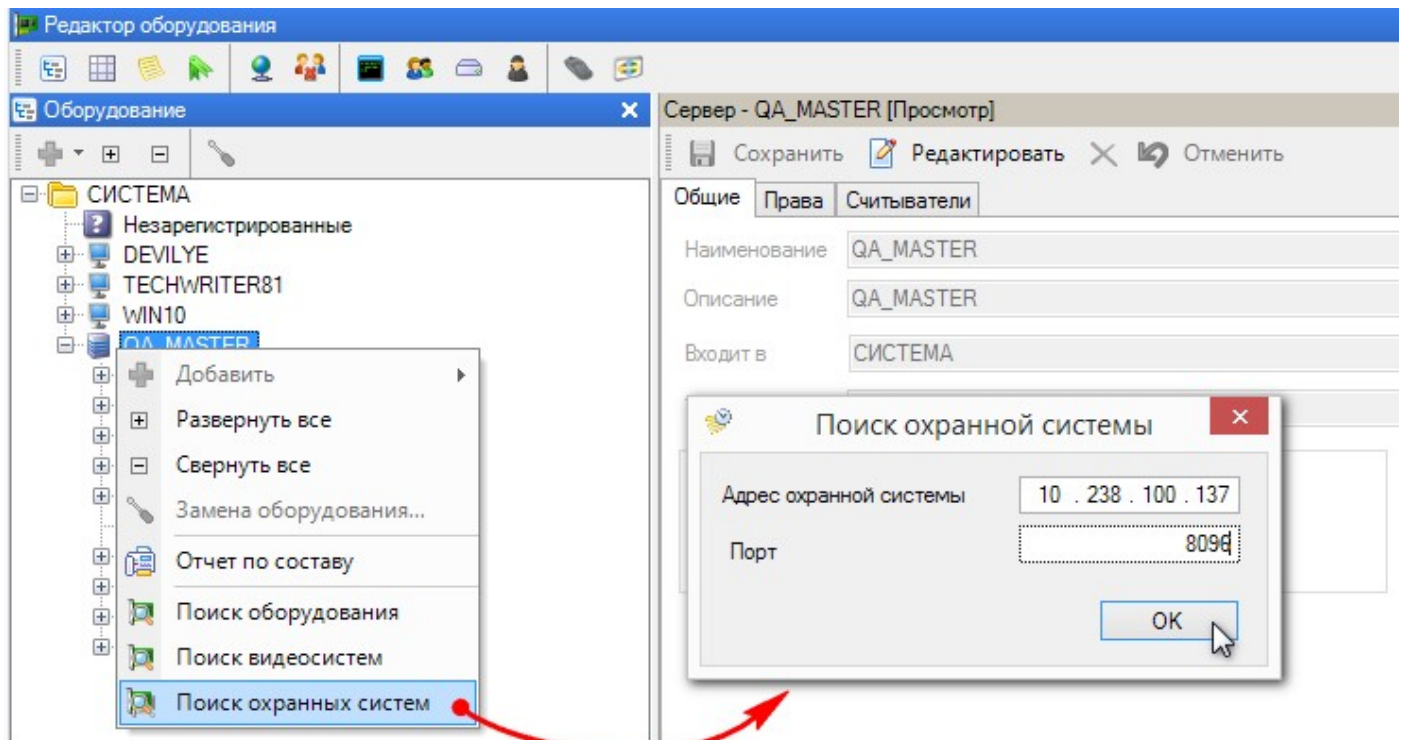 Редактор оборудования
Оборудование
СИСТЕМА
Незарегистрированные
DEVILYE
TECHWRITER81
WIN10
QA_MASTER
Добавить
Развернуть все
Свернуть все
Замена оборудования...
Отчет по составу
Поиск оборудования
Поиск видеосистем
Поиск охранных систем
Сервер - QA_MASTER [Просмотр]
Сохранить Редактировать Отменить
Общие Права Считыватели
Наименование QA_MASTER
Описание QA_MASTER
Входит в СИСТЕМА
Поиск охранной системы
Адрес охранной системы 10 . 238 . 100 . 137
Порт 8096
OK